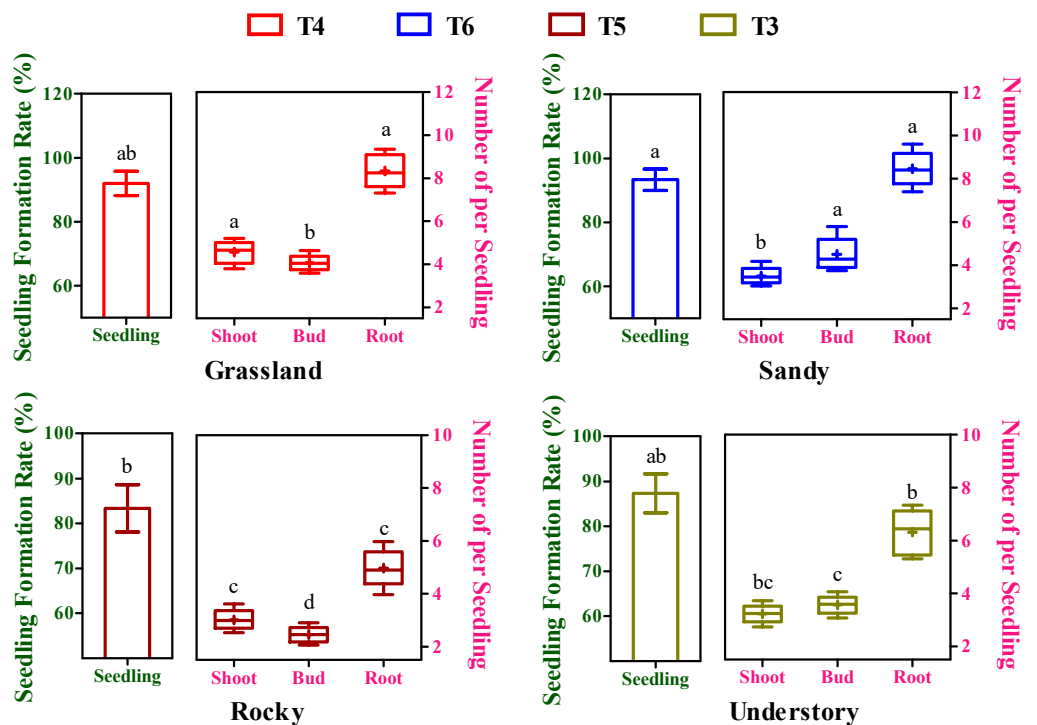 T4 T6 T5 T3
Seedling Formation Rate (%)
120
100
80
60
ab
Seedling
a
b
a
Shoot Bud Root
12
10
8
6
4
2
Number of per Seedling
Grassland
Seedling Formation Rate (%)
120
100
80
60
a
Seedling
b
a
a
Shoot Bud Root
12
10
8
6
4
2
Number of per Seedling
Sandy
Seedling Formation Rate (%)
100
90
80
70
60
b
Seedling
c
d
c
Shoot Bud Root
10
8
6
4
2
Number of per Seedling
Rocky
Seedling Formation Rate (%)
100
90
80
70
60
ab
Seedling
bc
c
b
Shoot Bud Root
10
8
6
4
2
Number of per Seedling
Understory